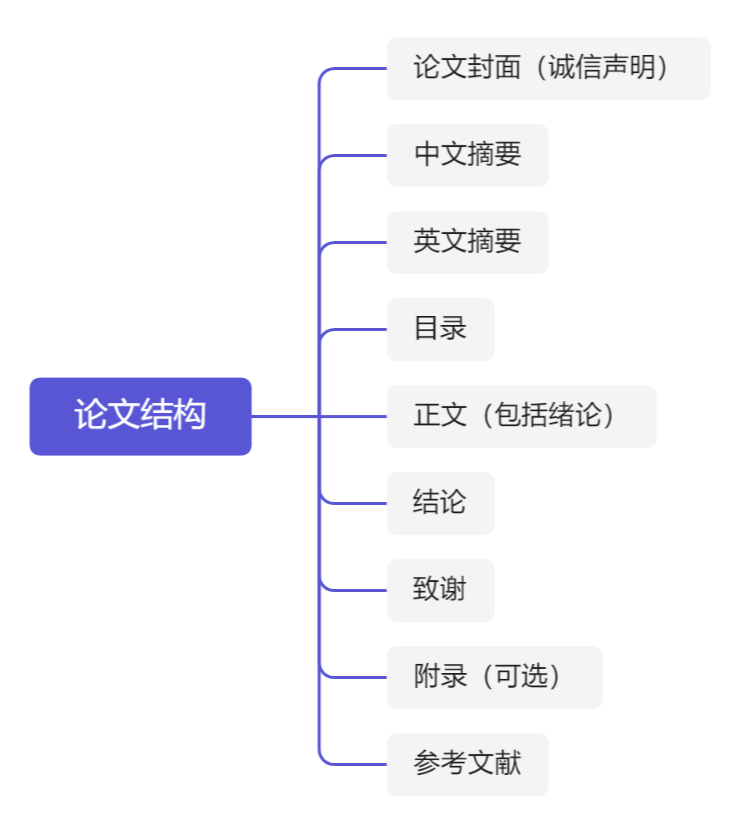 论文封面（诚信声明）
中文摘要
英文摘要
目录
论文结构
正文（包括绪论）
结论
致谢
附录（可选）
参考文献